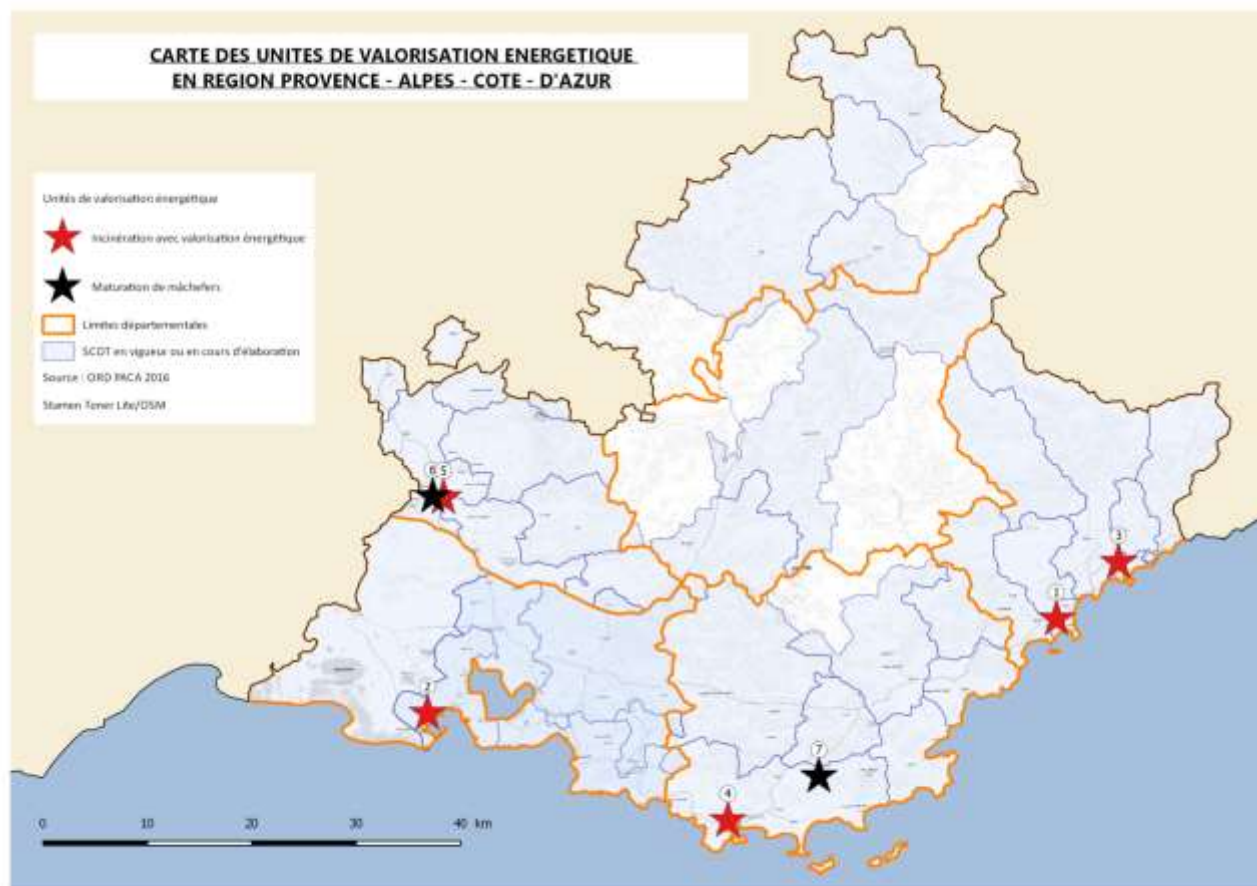 CARTE DES UNITES DE VALORISATION ENERGETIQUE
EN REGION PROVENCE - ALPES - COTE - D'AZUR
Unités de valorisation énergétique
Incinération avec valorisation énergétique
Maturation de mâchefers
Limites départementales
SCOT en vigueur ou en cours d'élaboration
Source : ORD PACA 2016
Stamen Toner Lite/OSM
6 5
3
1
2
7
4
0 10 20 30 40 km